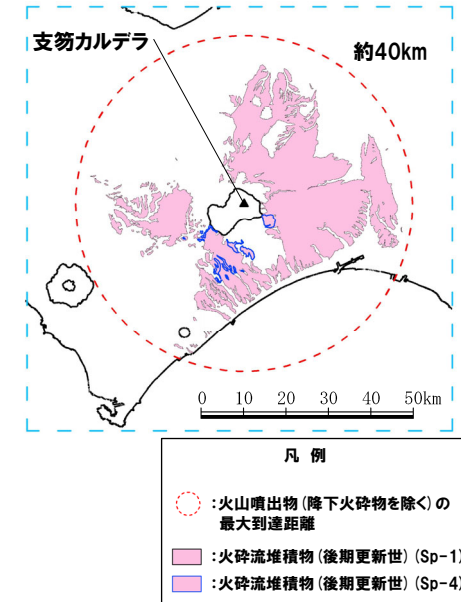 支笏カルデラ
約40km
0 10 20 30 40 50km
凡 例
:火山噴出物(降下火砕物を除く)の
最大到達距離
:火砕流堆積物(後期更新世)(Sp-1)
:火砕流堆積物(後期更新世)(Sp-4)